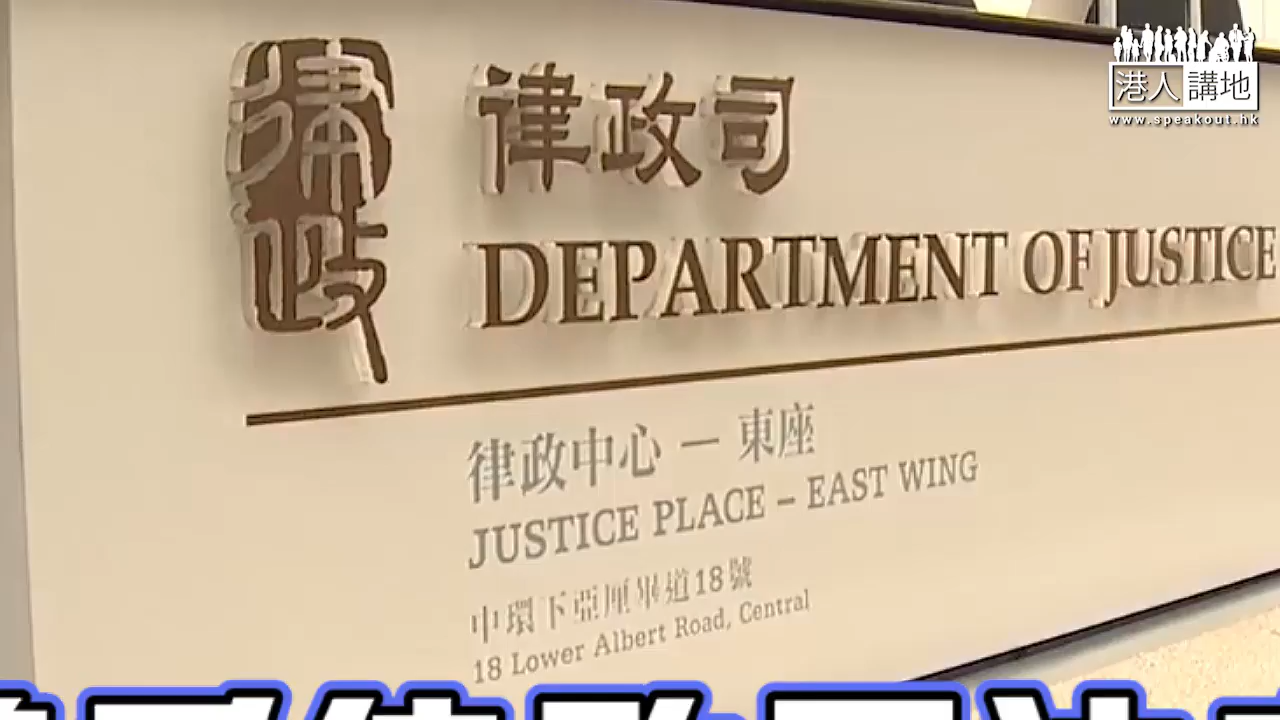 律政
律政司
DEPARTMENT OF JUSTICE
律政中心 — 東座
JUSTICE PLACE – EAST WING
中環下亞厘畢道18號
18 Lower Albert Road, Central
港人講地
www.speakout.hk